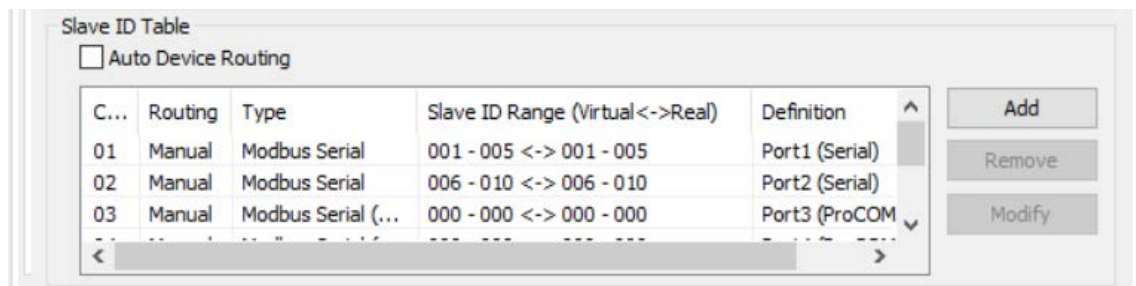 Slave ID Table
Auto Device Routing
C... Routing Type Slave ID Range (Virtual<->Real) Definition
Add
01 Manual Modbus Serial 001 - 005 <-> 001 - 005 Port1 (Serial)
Remove
02 Manual Modbus Serial 006 - 010 <-> 006 - 010 Port2 (Serial)
03 Manual Modbus Serial (... 000 - 000 <-> 000 - 000 Port3 (ProCOM
Modify